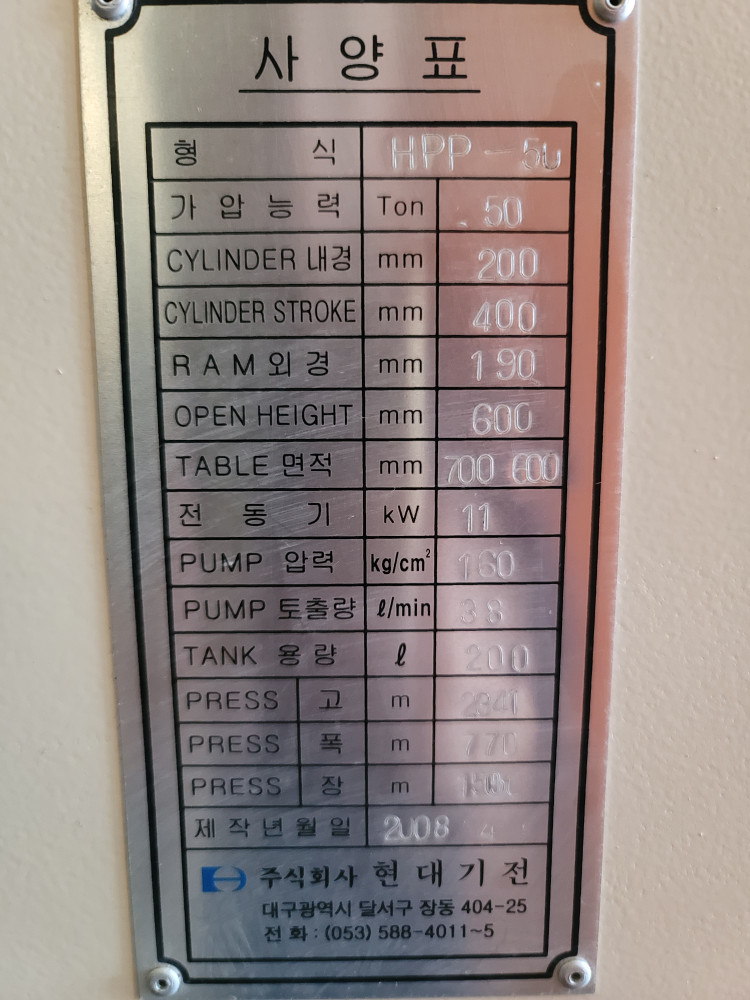 사양표
형식 HPP-50
가압능력 Ton 50
CYLINDER 내경 mm 200
CYLINDER STROKE mm 400
RAM외경 mm 190
OPEN HEIGHT mm 600
TABLE 면적 mm 700 600
전동기 kW 11
PUMP 압력 kg/cm² 160
PUMP 토출량 ℓ/min 38
TANK 용량 ℓ 200
PRESS 고 m
PRESS 폭 m 770
PRESS 장 m
제작년월일 2008 4
주식회사 현대기전
대구광역시 달서구 장동 404-25
전화 : (053) 588-4011~5